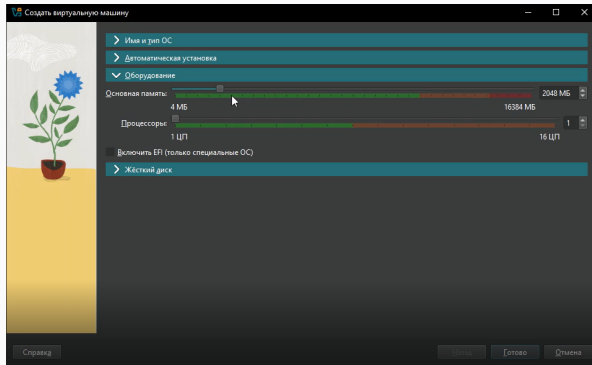 Создать виртуальную машину
Имя и тип ОС
Автоматическая установка
Оборудование
Основная память:
2048 МБ
4 МБ
16384 МБ
Процессоры:
1
1 ЦП
16 ЦП
Включить EFI (только специальные ОС)
Жёсткий диск
Справка
Назад
Готово
Отмена